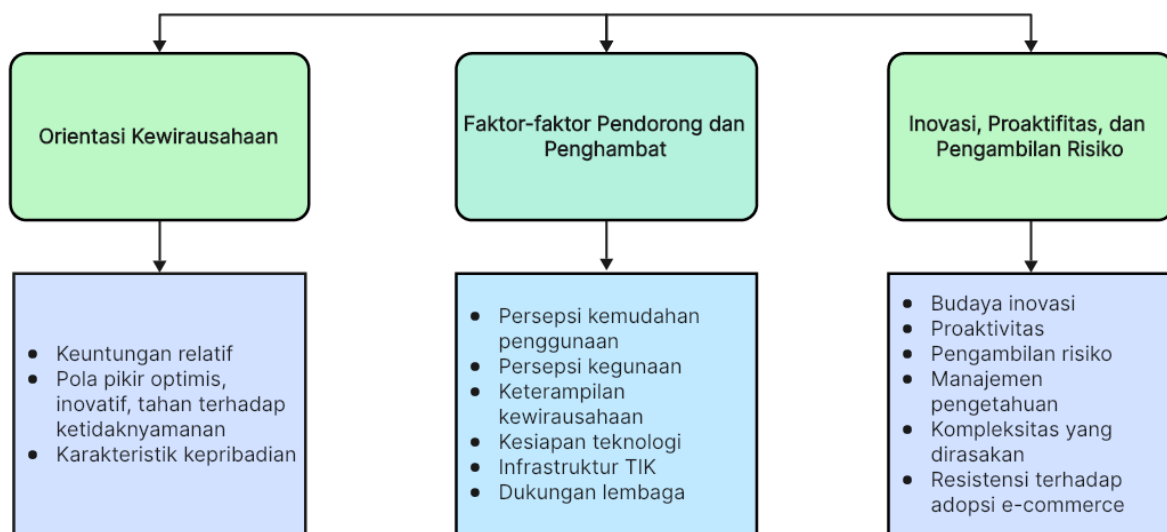 Orientasi Kewirausahaan
Faktor-faktor Pendorong dan
Penghambat
Inovasi, Proaktifitas, dan
Pengambilan Risiko
● Keuntungan relatif
● Pola pikir optimis,
inovatif, tahan terhadap
ketidaknyamanan
● Karakteristik kepribadian
● Persepsi kemudahan
penggunaan
● Persepsi kegunaan
● Keterampilan
kewirausahaan
● Kesiapan teknologi
● Infrastruktur TIK
● Dukungan lembaga
● Budaya inovasi
● Proaktivitas
● Pengambilan risiko
● Manajemen
pengetahuan
● Kompleksitas yang
dirasakan
● Resistensi terhadap
adopsi e-commerce